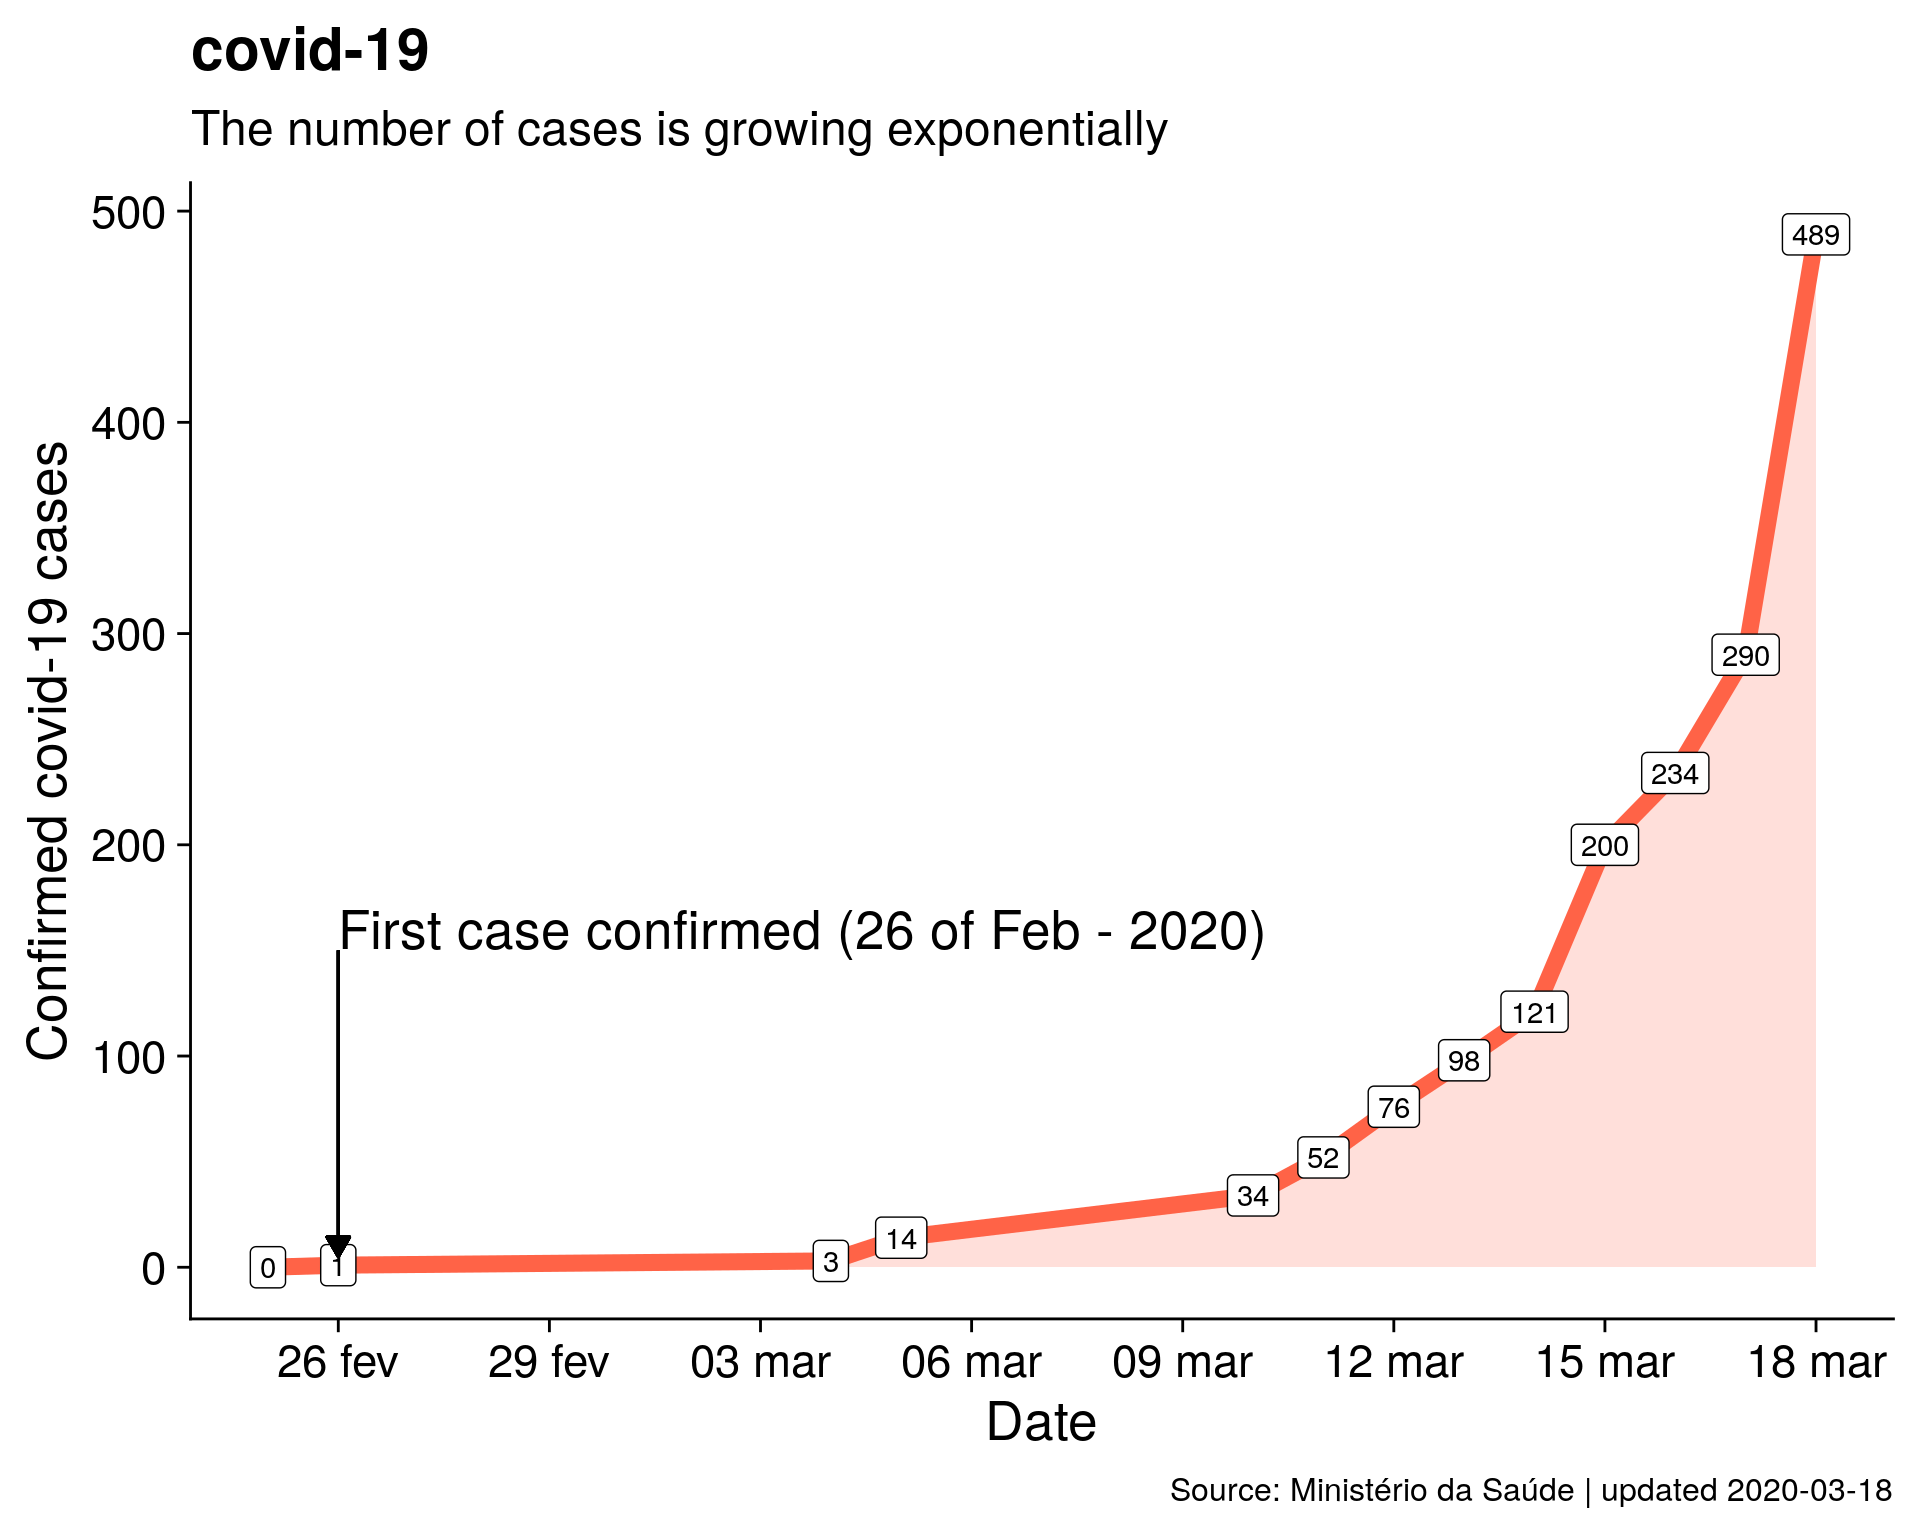 covid-19
The number of cases is growing exponentially
Confirmed covid-19 cases
500
400
300
200
100
0
489
290
234
200
First case confirmed (26 of Feb - 2020)
121
98
76
52
34
14
3
1
0
26 fev
29 fev
03 mar
06 mar
09 mar
12 mar
15 mar
18 mar
Date
Source: Ministério da Saúde | updated 2020-03-18